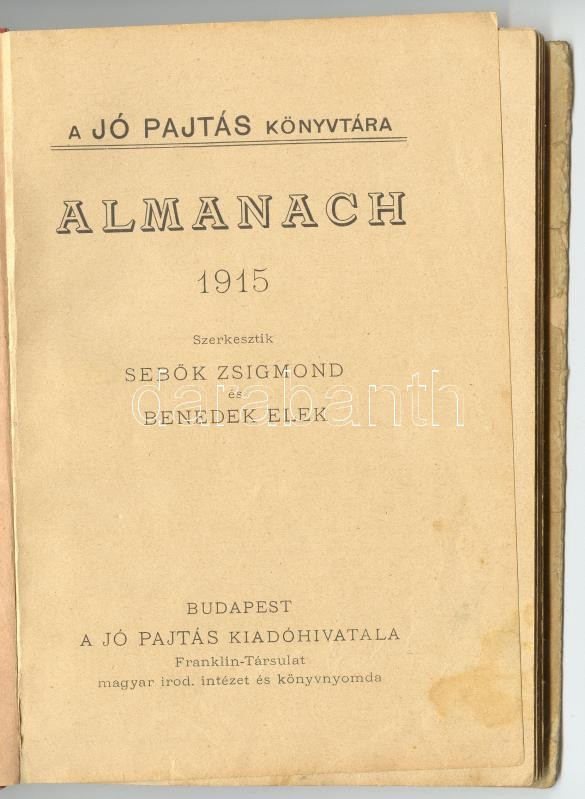 A JÓ PAJTÁS KÖNYVTÁRA
ALMANACH
1915
Szerkesztik
SEBŐK ZSIGMOND
és
darabanth
BENEDEK ELEK
BUDAPEST
A JÓ PAJTÁS KIADÓHIVATALA
Franklin-Társulat
magyar irod. intézet és könyvnyomda